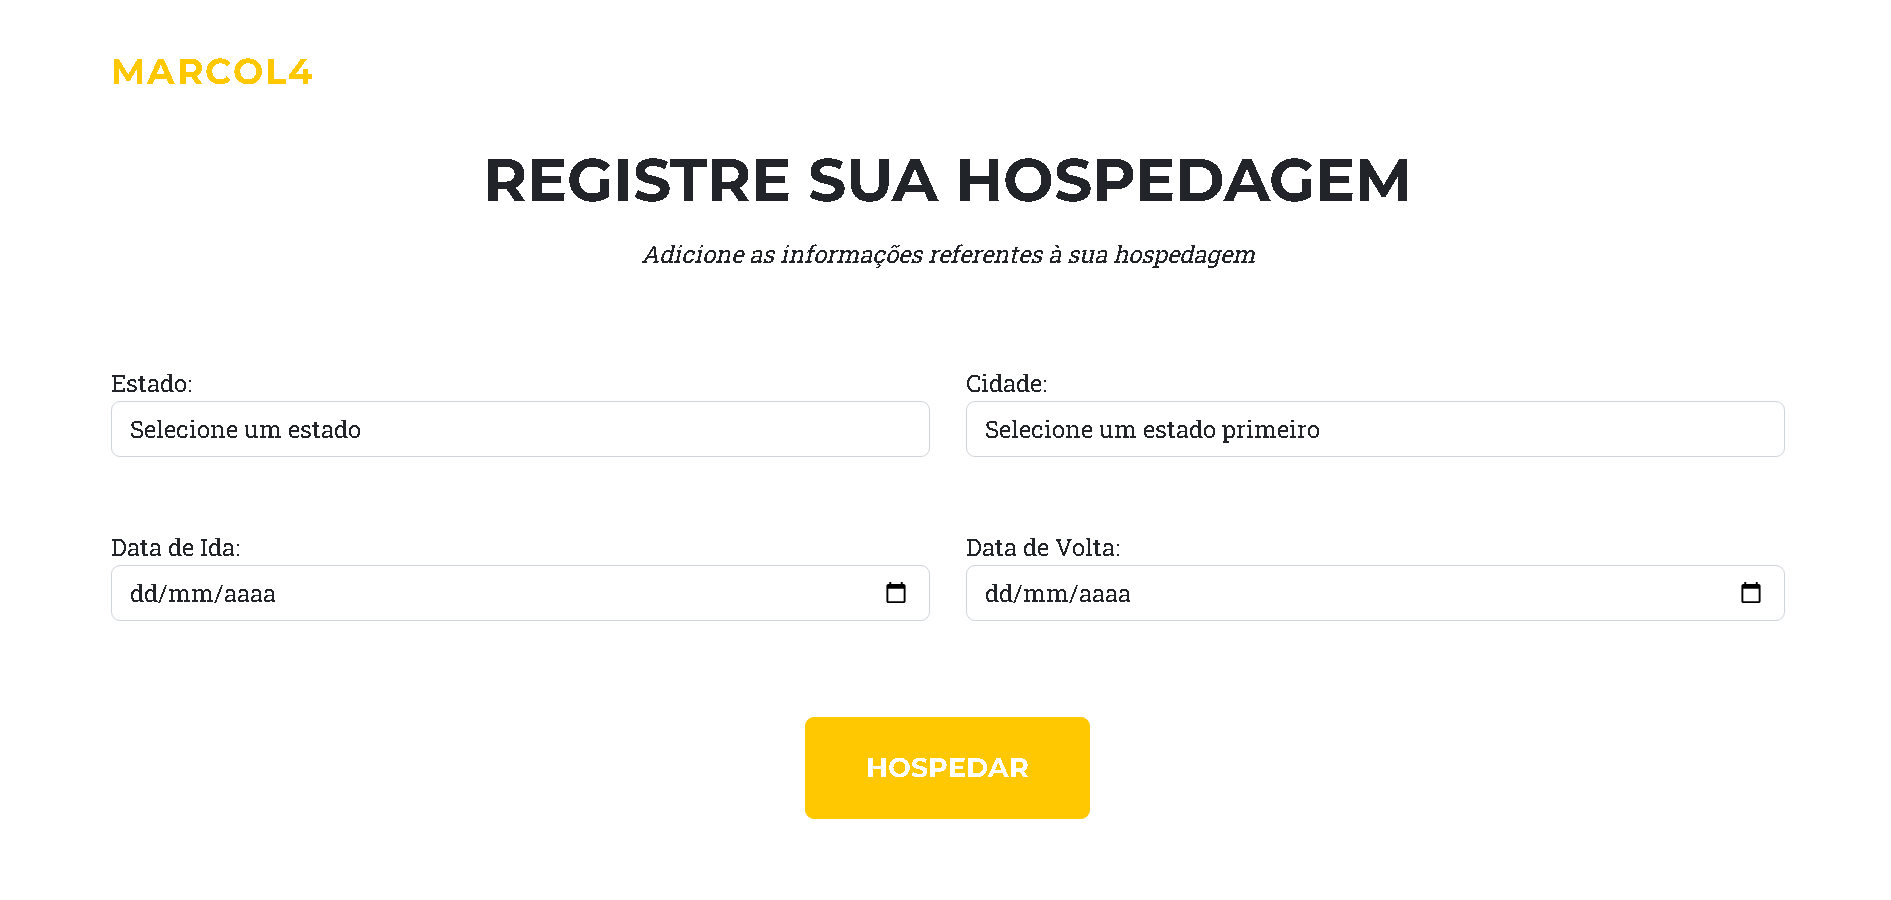 MARCOL4
REGISTRE SUA HOSPEDAGEM
Adicione as informações referentes à sua hospedagem
Estado:
Cidade:
Selecione um estado
Selecione um estado primeiro
Data de Ida:
Data de Volta:
dd/mm/aaaa
dd/mm/aaaa
HOSPEDAR